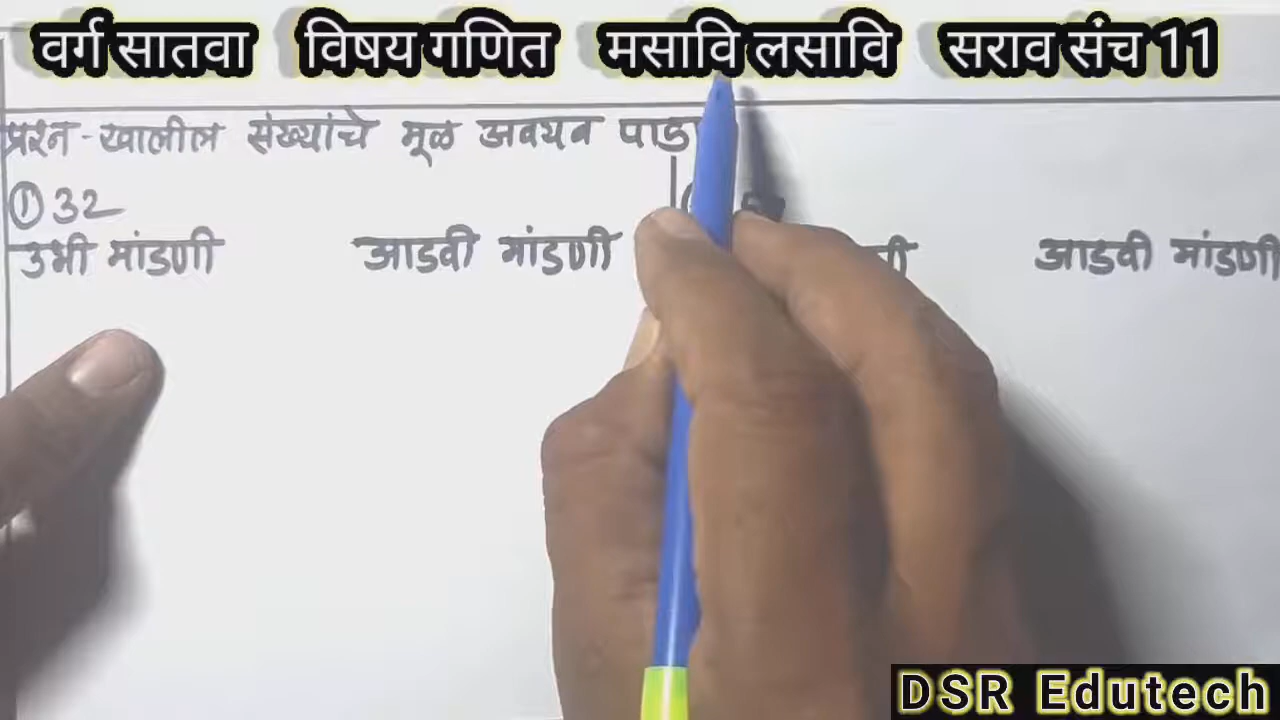 वर्ग सातवा विषय गणित मसावि लसावि सराव संच 11
प्रश्न - खालील संख्यांचे मूळ अवयव पाडा
① 32
उभी मांडणी आडवी मांडणी आडवी मांडणी
DSR Edutech